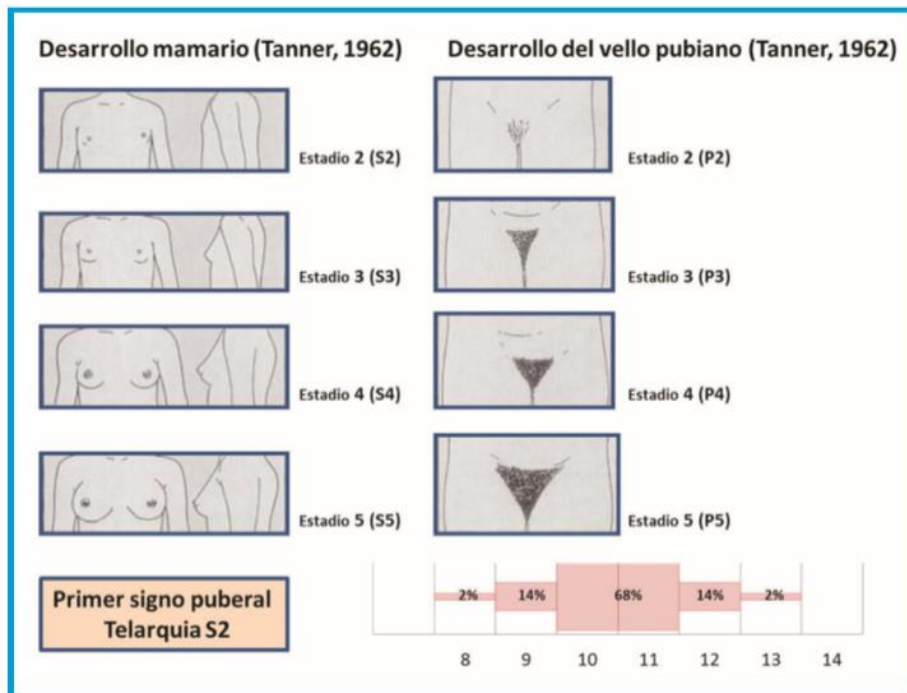 Desarrollo mamario (Tanner, 1962)
Desarrollo del vello pubiano (Tanner, 1962)
Estadio 2 (S2)
Estadio 2 (P2)
Estadio 3 (S3)
Estadio 3 (P3)
Estadio 4 (S4)
Estadio 4 (P4)
Estadio 5 (S5)
Estadio 5 (P5)
Primer signo puberal
Telarquia S2
2% 14% 68% 14% 2%
8 9 10 11 12 13 14